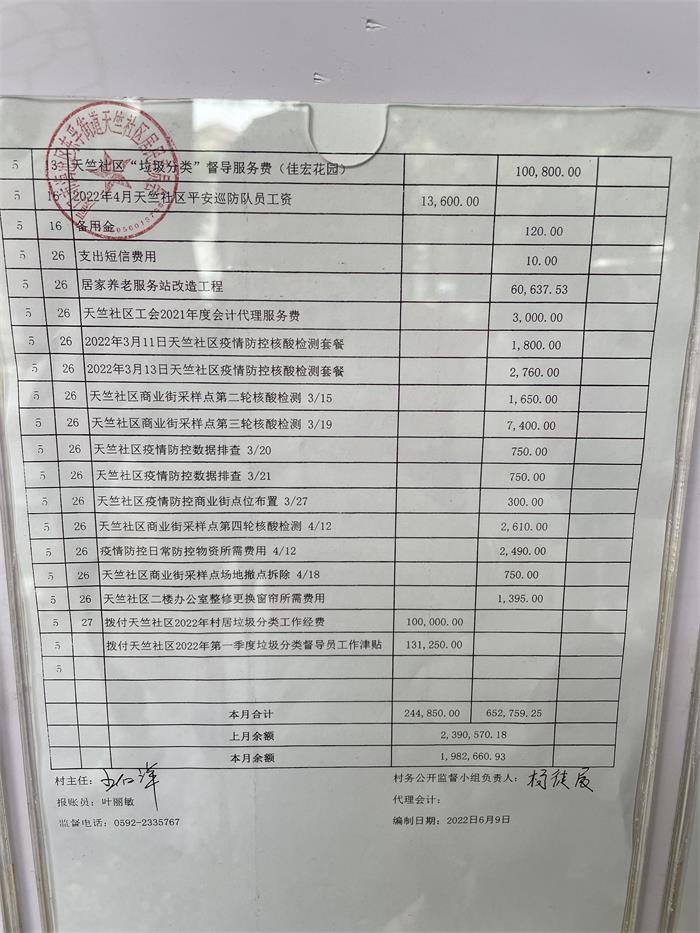 5 13 天竺社区“垃圾分类”督导服务费（佳宏花园） 100,800.00
5 16 2022年4月天竺社区平安巡防队员工资 13,600.00
5 16 备用金 120.00
5 26 支出短信费用 10.00
5 26 居家养老服务站改造工程 60,637.53
5 26 天竺社区工会2021年度会计代理服务费 3,000.00
5 26 2022年3月11日天竺社区疫情防控核酸检测套餐 1,800.00
5 26 2022年3月13日天竺社区疫情防控核酸检测套餐 2,760.00
5 26 天竺社区商业街采样点第二轮核酸检测 3/15 1,650.00
5 26 天竺社区商业街采样点第三轮核酸检测 3/19 7,400.00
5 26 天竺社区疫情防控数据排查 3/20 750.00
5 26 天竺社区疫情防控数据排查 3/21 750.00
5 26 天竺社区疫情防控商业街点位布置 3/27 300.00
5 26 天竺社区商业街采样点第四轮核酸检测 4/12 2,610.00
5 26 疫情防控日常防控物资所需费用 4/12 2,490.00
5 26 天竺社区商业街采样点场地撤点拆除 4/18 750.00
5 26 天竺社区二楼办公室整修更换窗帘所需费用 1,395.00
5 27 拨付天竺社区2022年村居垃圾分类工作经费 100,000.00
5 拨付天竺社区2022年第一季度垃圾分类督导员工作津贴 131,250.00
5
本月合计 244,850.00 652,759.25
上月余额 2,390,570.18
本月余额 1,982,660.93
村主任： 村务公开监督小组负责人：
报账员：叶丽敏 代理会计：
监督电话：0592-2335767 编制日期：2022日6月9日